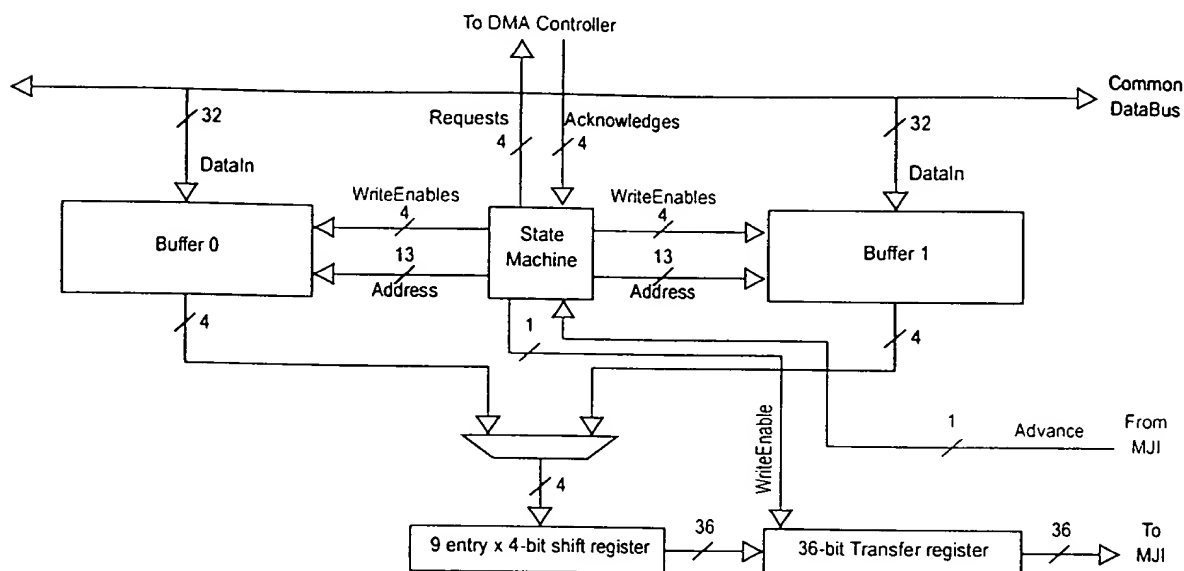 To DMA Controller
Common
DataBus
32
Requests
4
Acknowledges
4
32
DataIn
DataIn
WriteEnables
4
WriteEnables
4
Buffer 0
State
Machine
Buffer 1
13
Address
13
Address
4
1
4
WriteEnable
1
Advance
From
MJI
4
9 entry x 4-bit shift register
36
36-bit Transfer register
36
To
MJI